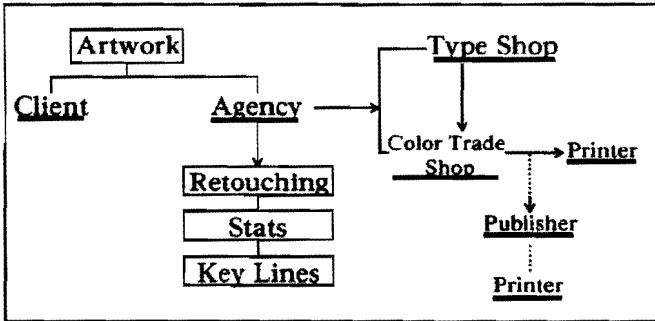 Artwork
Type Shop
Client
Agency
Color Trade
Shop
Printer
Retouching
Stats
Key Lines
Publisher
Printer